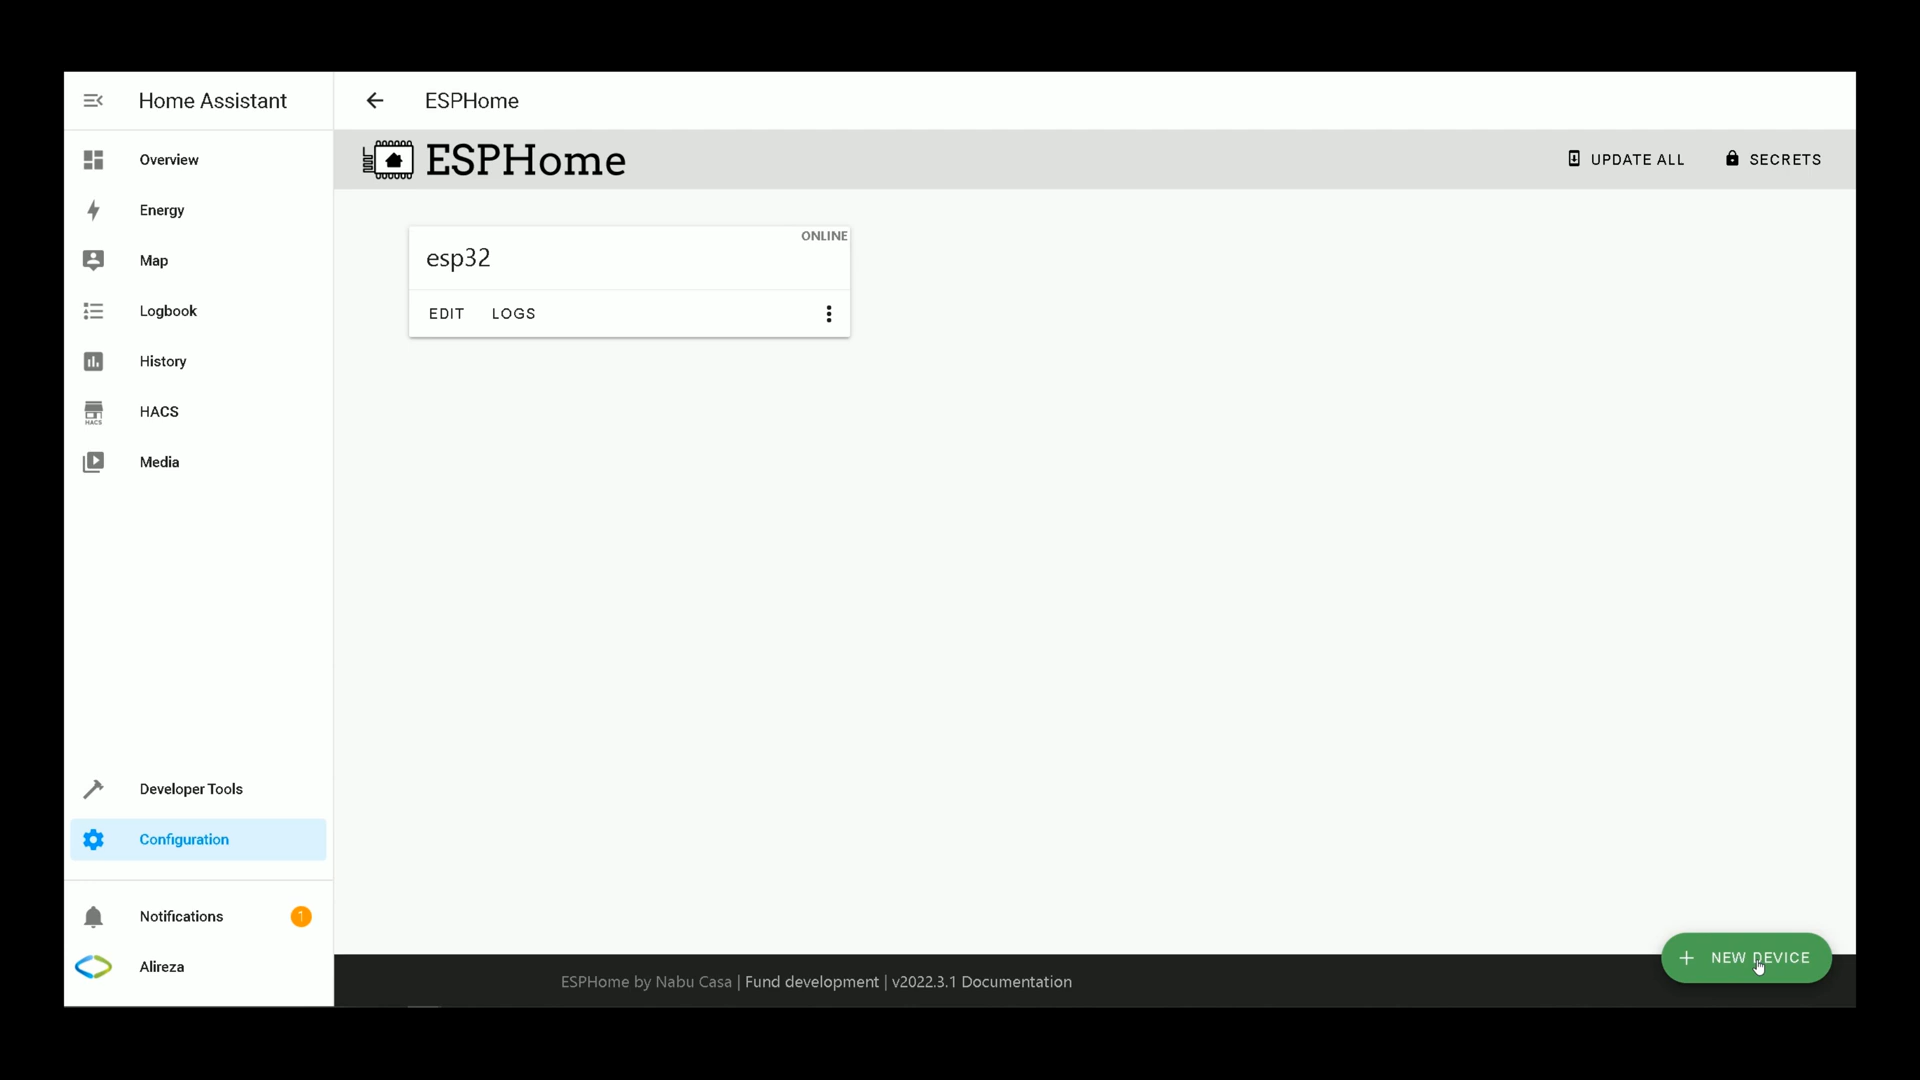 Home Assistant
ESPHome
ESPHome
UPDATE ALL
SECRETS
Overview
Energy
Map
Logbook
History
HACS
HACS
Media
ONLINE
esp32
EDIT
LOGS
Developer Tools
Configuration
Notifications
1
Alireza
NEW DEVICE
ESPHome by Nabu Casa | Fund development | v2022.3.1 Documentation